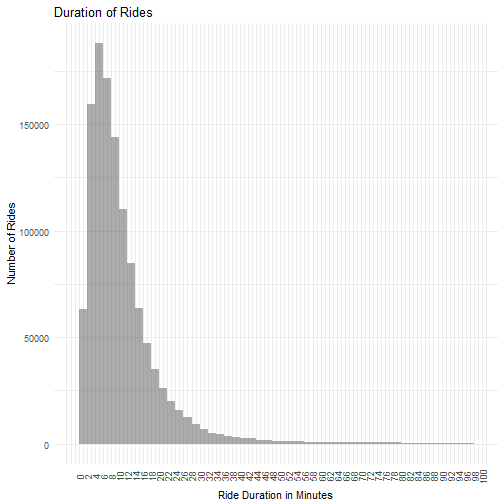 Duration of Rides
Number of Rides
150000
100000
50000
0
0 2 4 6 8 10 12 14 16 18 20 22 24 26 28 30 32 34 36 38 40 42 44 46 48 50 52 54 56 58 60 62 64 66 68 70 72 74 76 78 80 82 84 86 88 90 92 94 96 98 100
Ride Duration in Minutes